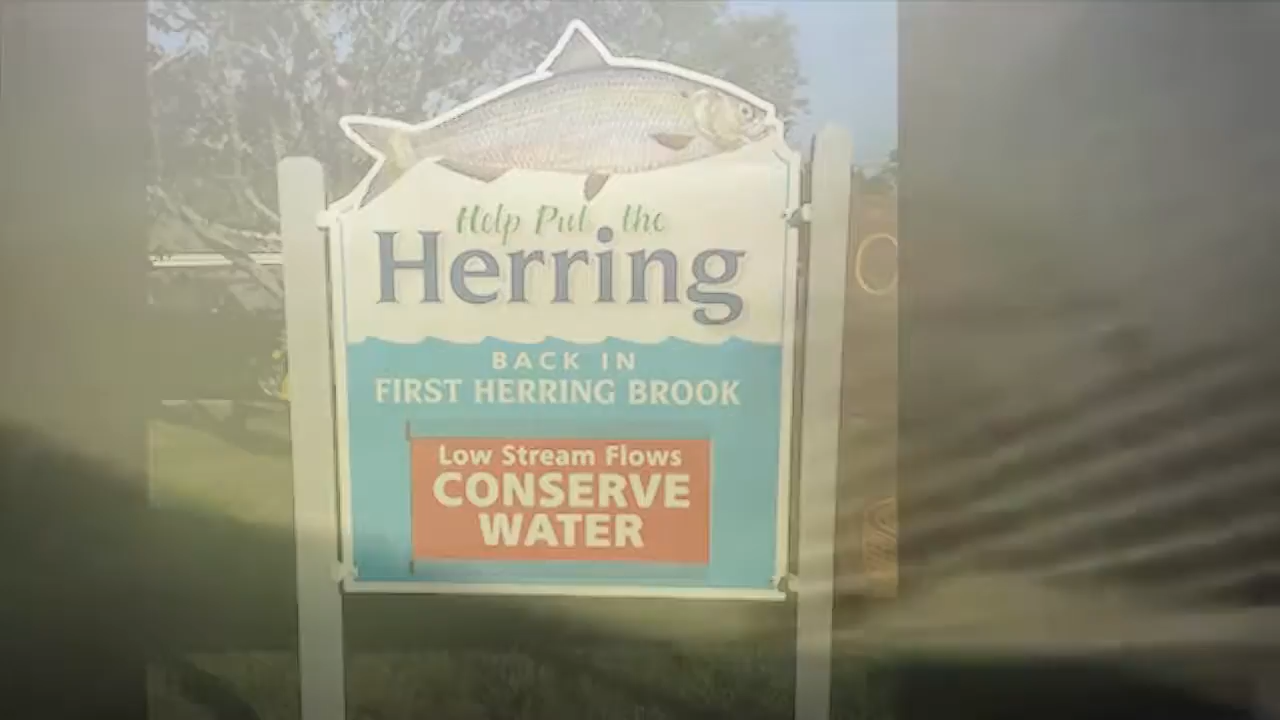 Help Put the
Herring
BACK IN
FIRST HERRING BROOK
Low Stream Flows
CONSERVE
WATER